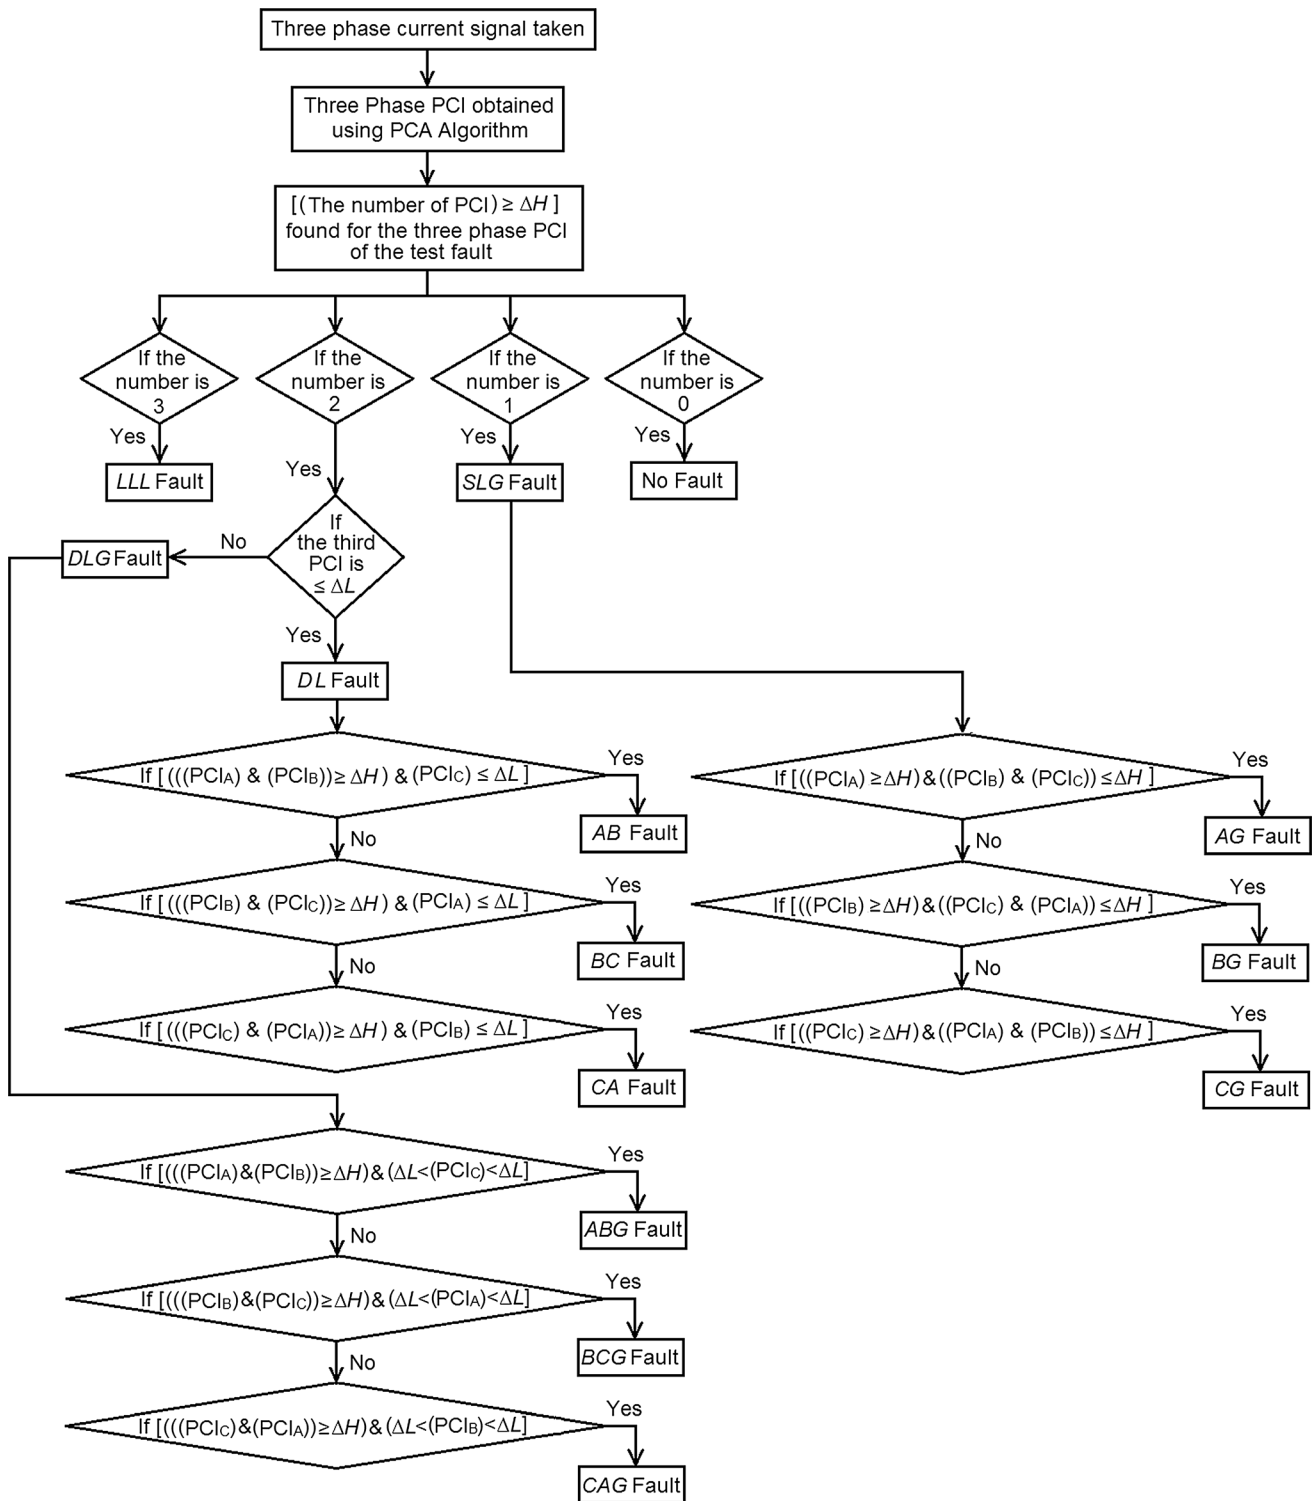 Three phase current signal taken
Three Phase PCI obtained
using PCA Algorithm
[(The number of PCI) ≥ ΔH]
found for the three phase PCI
of the test fault
If the
number is
3
If the
number is
2
If the
number is
1
If the
number is
0
Yes
Yes
Yes
Yes
LLL Fault
SLG Fault
No Fault
If
the third
PCI is
≤ ΔL
No
DLG Fault
Yes
DL Fault
If [(((PCIA) & (PCIB)) ≥ ΔH) & (PCIC) ≤ ΔL]
Yes
AB Fault
No
If [(((PCIB) & (PCIC)) ≥ ΔH) & (PCIA) ≤ ΔL]
Yes
BC Fault
No
If [(((PCIC) & (PCIA)) ≥ ΔH) & (PCIB) ≤ ΔL]
Yes
CA Fault
If [((PCIA) ≥ ΔH) & ((PCIB) & (PCIC)) ≤ ΔH]
Yes
AG Fault
No
If [((PCIB) ≥ ΔH) & ((PCIC) & (PCIA)) ≤ ΔH]
Yes
BG Fault
No
If [((PCIC) ≥ ΔH) & ((PCIA) & (PCIB)) ≤ ΔH]
Yes
CG Fault
If [(((PCIA)&(PCIB)) ≥ ΔH) & (ΔL<(PCIC)<ΔL]
Yes
ABG Fault
No
If [(((PCIB)&(PCIC)) ≥ ΔH) & (ΔL<(PCIA)<ΔL]
Yes
BCG Fault
No
If [(((PCIC)&(PCIA)) ≥ ΔH) & (ΔL<(PCIB)<ΔL]
Yes
CAG Fault